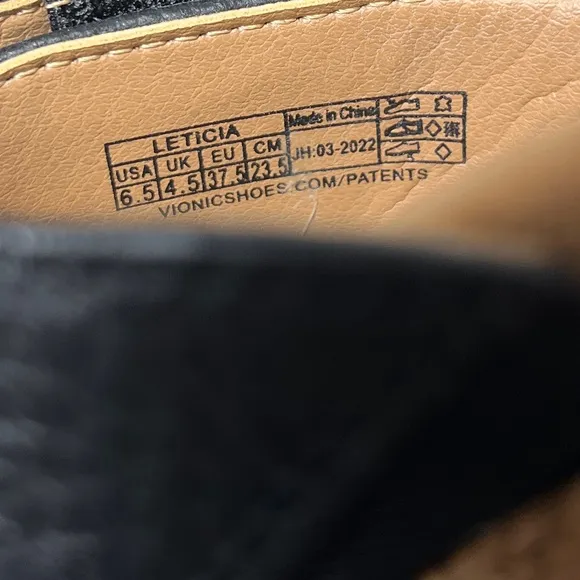 LETICIA
USA UK EU CM
6.5 4.5 37.5 23.5
Made in China
JH:03-2022
VIONICSHOES.COM/PATENTS